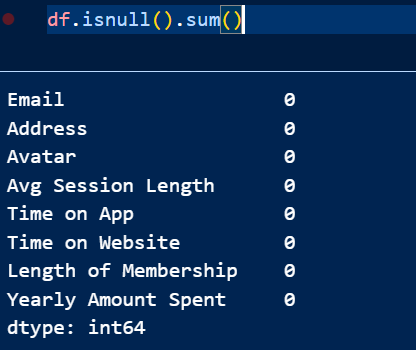 df.isnull().sum()
Email 0
Address 0
Avatar 0
Avg Session Length 0
Time on App 0
Time on Website 0
Length of Membership 0
Yearly Amount Spent 0
dtype: int64